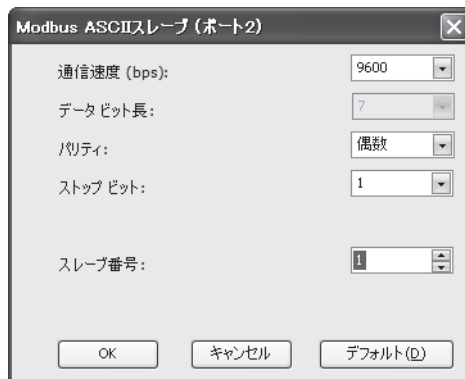 Modbus ASCIIスレーブ (ポート2)
通信速度 (bps): 9600
データ ビット長: 7
パリティ: 偶数
ストップ ビット: 1
スレーブ番号: 1
OK キャンセル デフォルト(D)